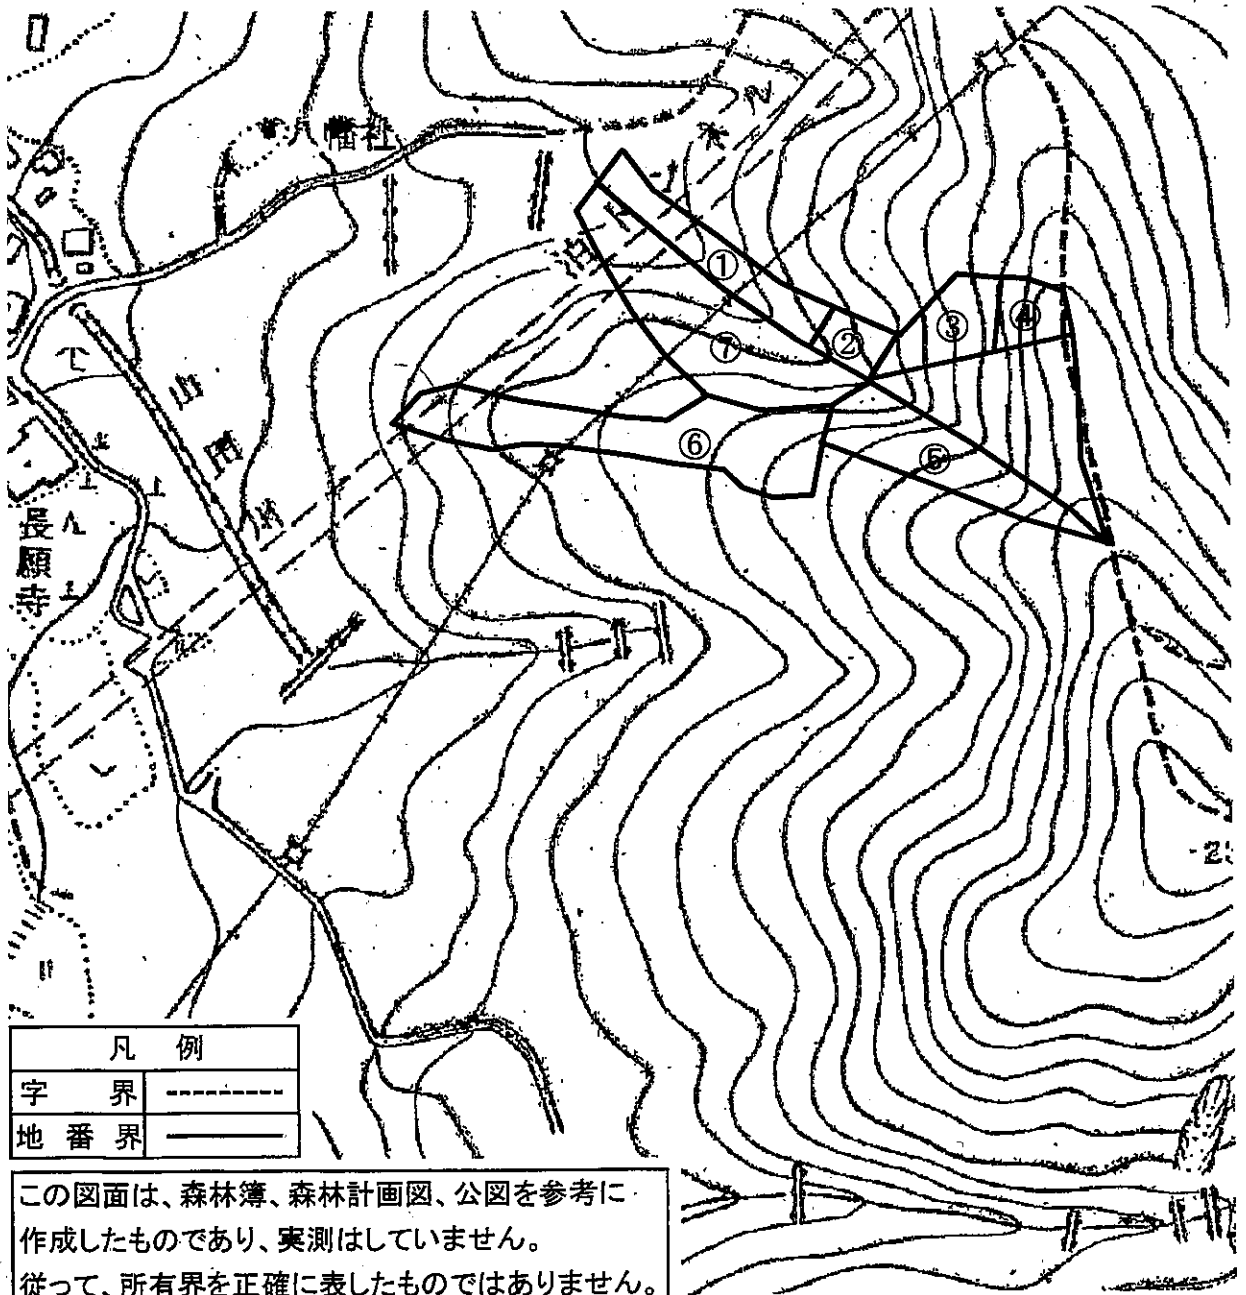 幡社
①
②
③
④
⑦
⑥
⑤
山
田
長
願
寺
凡 例
字 界
地 番 界
この図面は、森林簿、森林計画図、公図を参考に
作成したものであり、実測はしていません。
従って、所有界を正確に表したものではありません。